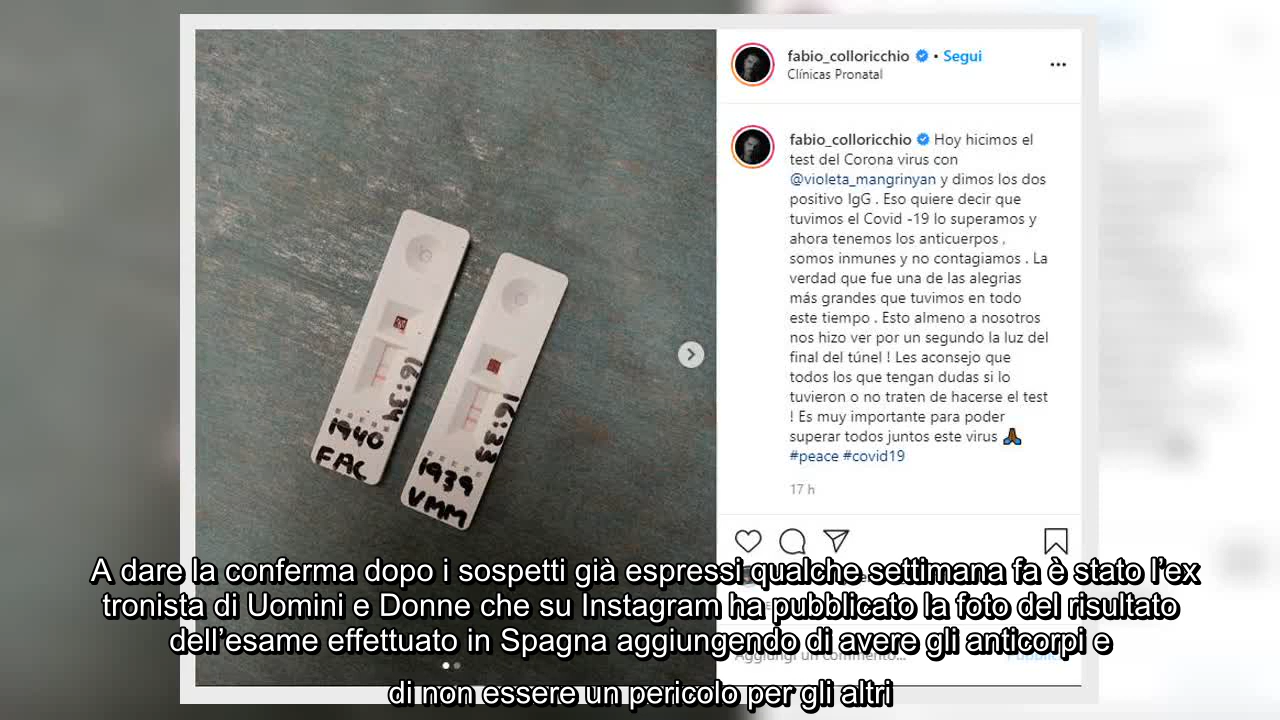 fabio_colloricchio • Segui
Clínicas Pronatal
fabio_colloricchio Hoy hicimos el
test del Corona virus con
@violeta_mangrinyan y dimos los dos
positivo IgG . Eso quiere decir que
tuvimos el Covid -19 lo superamos y
ahora tenemos los anticuerpos ,
somos inmunes y no contagiamos . La
verdad que fue una de las alegrias
más grandes que tuvimos en todo
este tiempo . Esto almeno a nosotros
nos hizo ver por un segundo la luz del
final del túnel ! Les aconsejo que
todos los que tengan dudas si lo
tuvieron o no traten de hacerse el test
! Es muy importante para poder
superar todos juntos este virus 🙏🏾
#peace #covid19
17 h
16:34
1940
FAC
16:33
1939
VMM
A dare la conferma dopo i sospetti già espressi qualche settimana fa è stato l'ex
tronista di Uomini e Donne che su Instagram ha pubblicato la foto del risultato
dell'esame effettuato in Spagna aggiungendo di avere gli anticorpi e
di non essere un pericolo per gli altri
Aggiungi un commento...